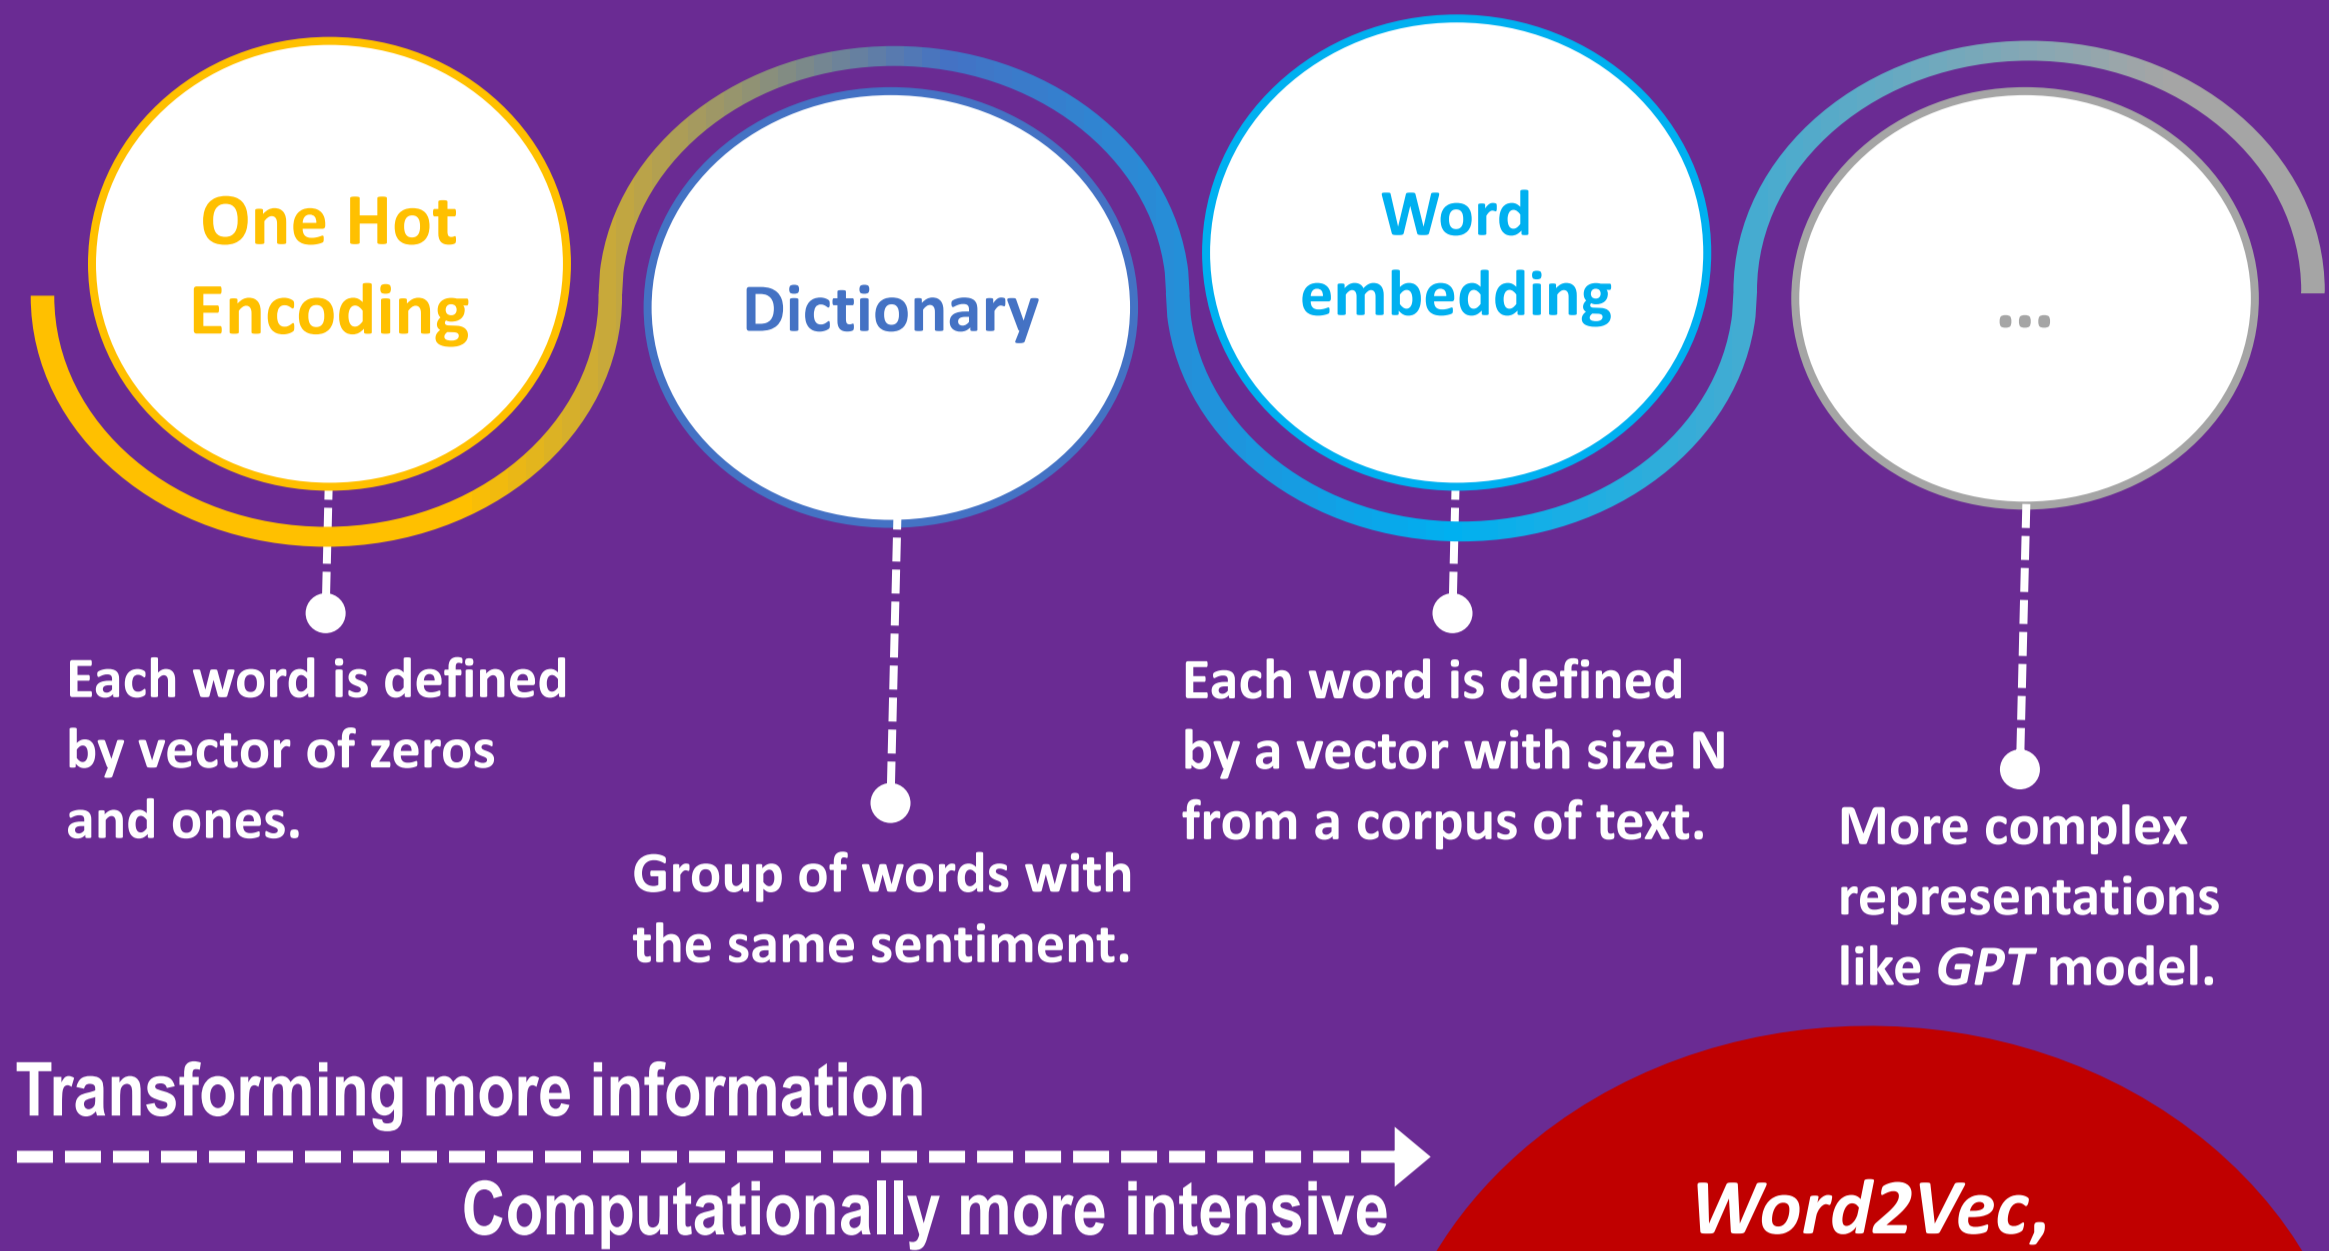 One Hot
Encoding
Dictionary
Word
embedding
...
Each word is defined
by vector of zeros
and ones.
Group of words with
the same sentiment.
Each word is defined
by a vector with size N
from a corpus of text.
More complex
representations
like GPT model.
Transforming more information
Computationally more intensive
Word2Vec,